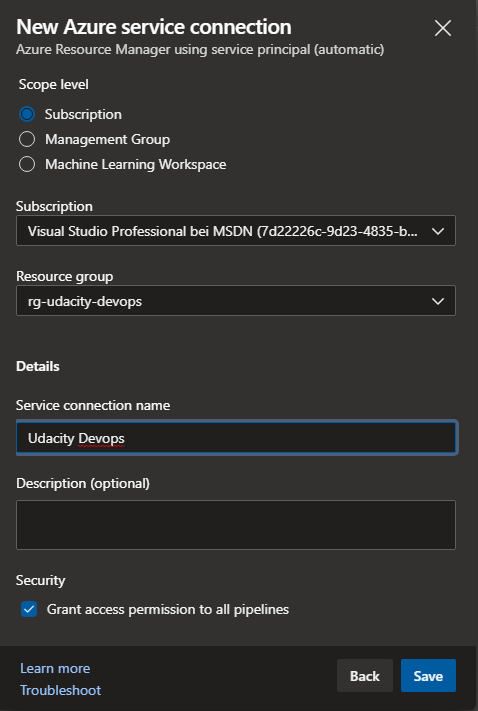 New Azure service connection
Azure Resource Manager using service principal (automatic)
Scope level
Subscription
Management Group
Machine Learning Workspace
Subscription
Visual Studio Professional bei MSDN (7d22226c-9d23-4835-b...
Resource group
rg-udacity-devops
Details
Service connection name
Udacity Devops
Description (optional)
Security
Grant access permission to all pipelines
Learn more
Troubleshoot
Back
Save